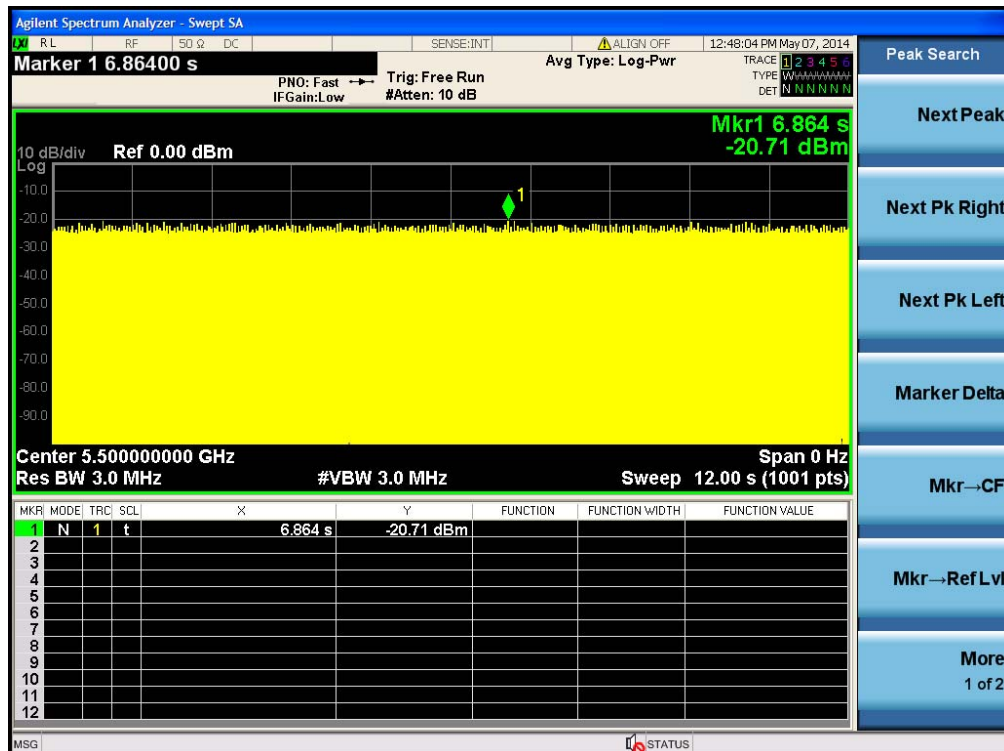 Agilent Spectrum Analyzer - Swept SA
LXI RL RF 50 Ω DC SENSE:INT ALIGN OFF 12:48:04 PM May 07, 2014
Marker 1 6.86400 s
PNO: Fast
IFGain:Low
Trig: Free Run
#Atten: 10 dB
Avg Type: Log-Pwr
TRACE 1 2 3 4 5 6
TYPE WWWWWW
DET N N N N N N
Mkr1 6.864 s
-20.71 dBm
10 dB/div Ref 0.00 dBm
Log
-10.0
-20.0
-30.0
-40.0
-50.0
-60.0
-70.0
-80.0
-90.0
1
Center 5.500000000 GHz Span 0 Hz
Res BW 3.0 MHz #VBW 3.0 MHz Sweep 12.00 s (1001 pts)
MKR MODE TRC SCL X Y FUNCTION FUNCTION WIDTH FUNCTION VALUE
1 N 1 t 6.864 s -20.71 dBm
2
3
4
5
6
7
8
9
10
11
12
MSG STATUS
Peak Search
Next Peak
Next Pk Right
Next Pk Left
Marker Delta
Mkr→CF
Mkr→Ref Lvl
More
1 of 2